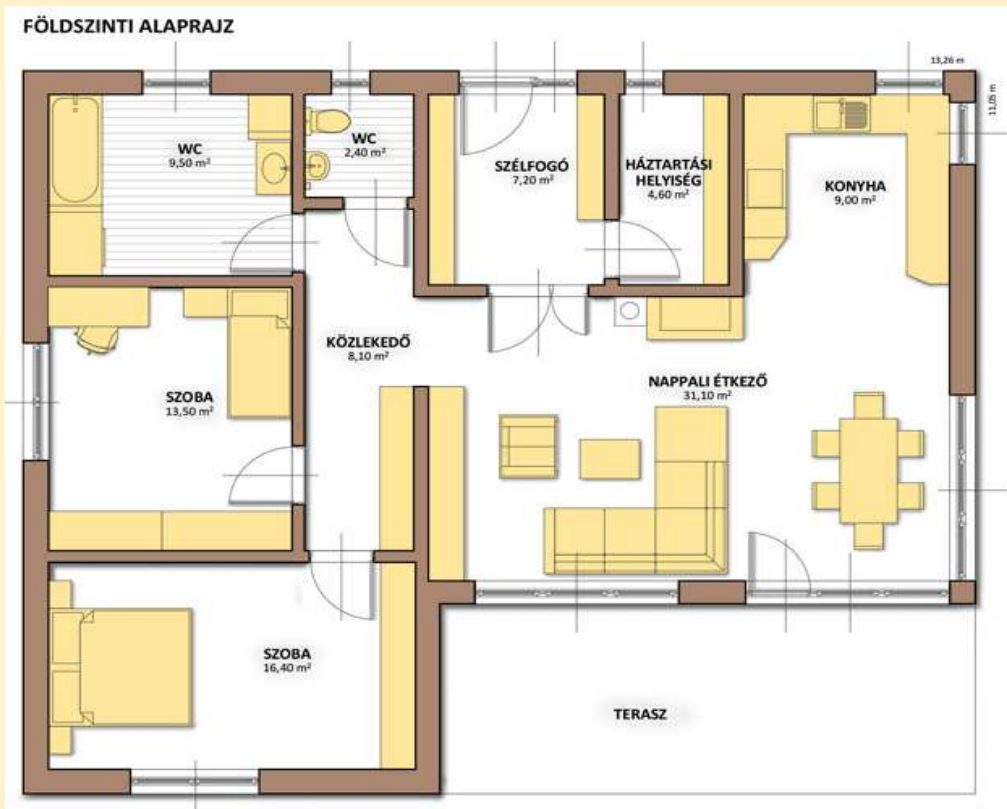 FÖLDSZINTI ALAPRAJZ
13,26 m
11,05 m
WC
9,50 m²
WC
2,40 m²
SZÉLFOGÓ
7,20 m²
HÁZTARTÁSI
HELYISÉG
4,60 m²
KONYHA
9,00 m²
KÖZLEKEDŐ
8,10 m²
SZOBA
13,50 m²
NAPPALI ÉTKEZŐ
31,10 m²
SZOBA
16,40 m²
TERASZ